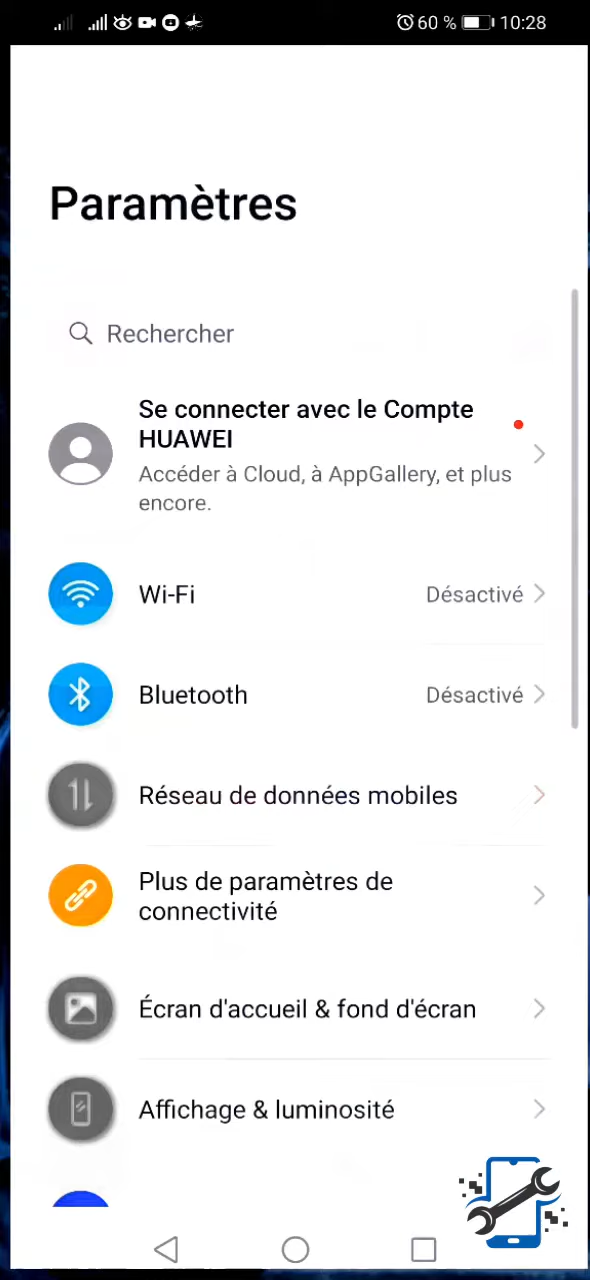 60 % 10:28
Paramètres
Rechercher
Se connecter avec le Compte
HUAWEI
Accéder à Cloud, à AppGallery, et plus
encore.
Wi-Fi Désactivé
Bluetooth Désactivé
Réseau de données mobiles
Plus de paramètres de
connectivité
Écran d'accueil & fond d'écran
Affichage & luminosité